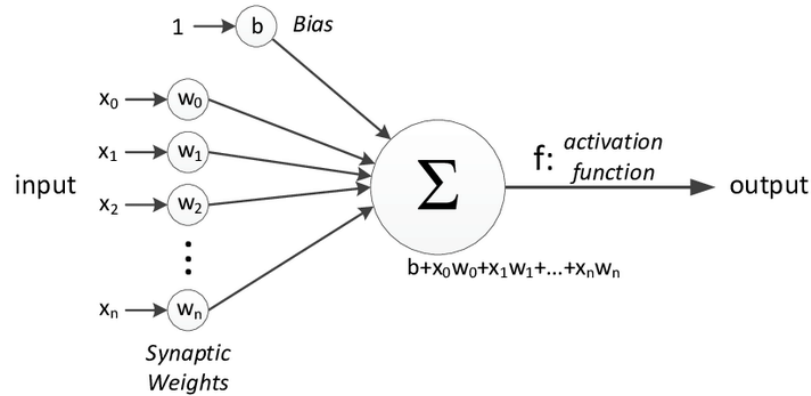 1 b Bias
x₀ w₀
x₁ w₁
input
x₂ w₂
⋮
xₙ wₙ
Synaptic
Weights
Σ
b+x₀w₀+x₁w₁+...+xₙwₙ
f: activation
function
output